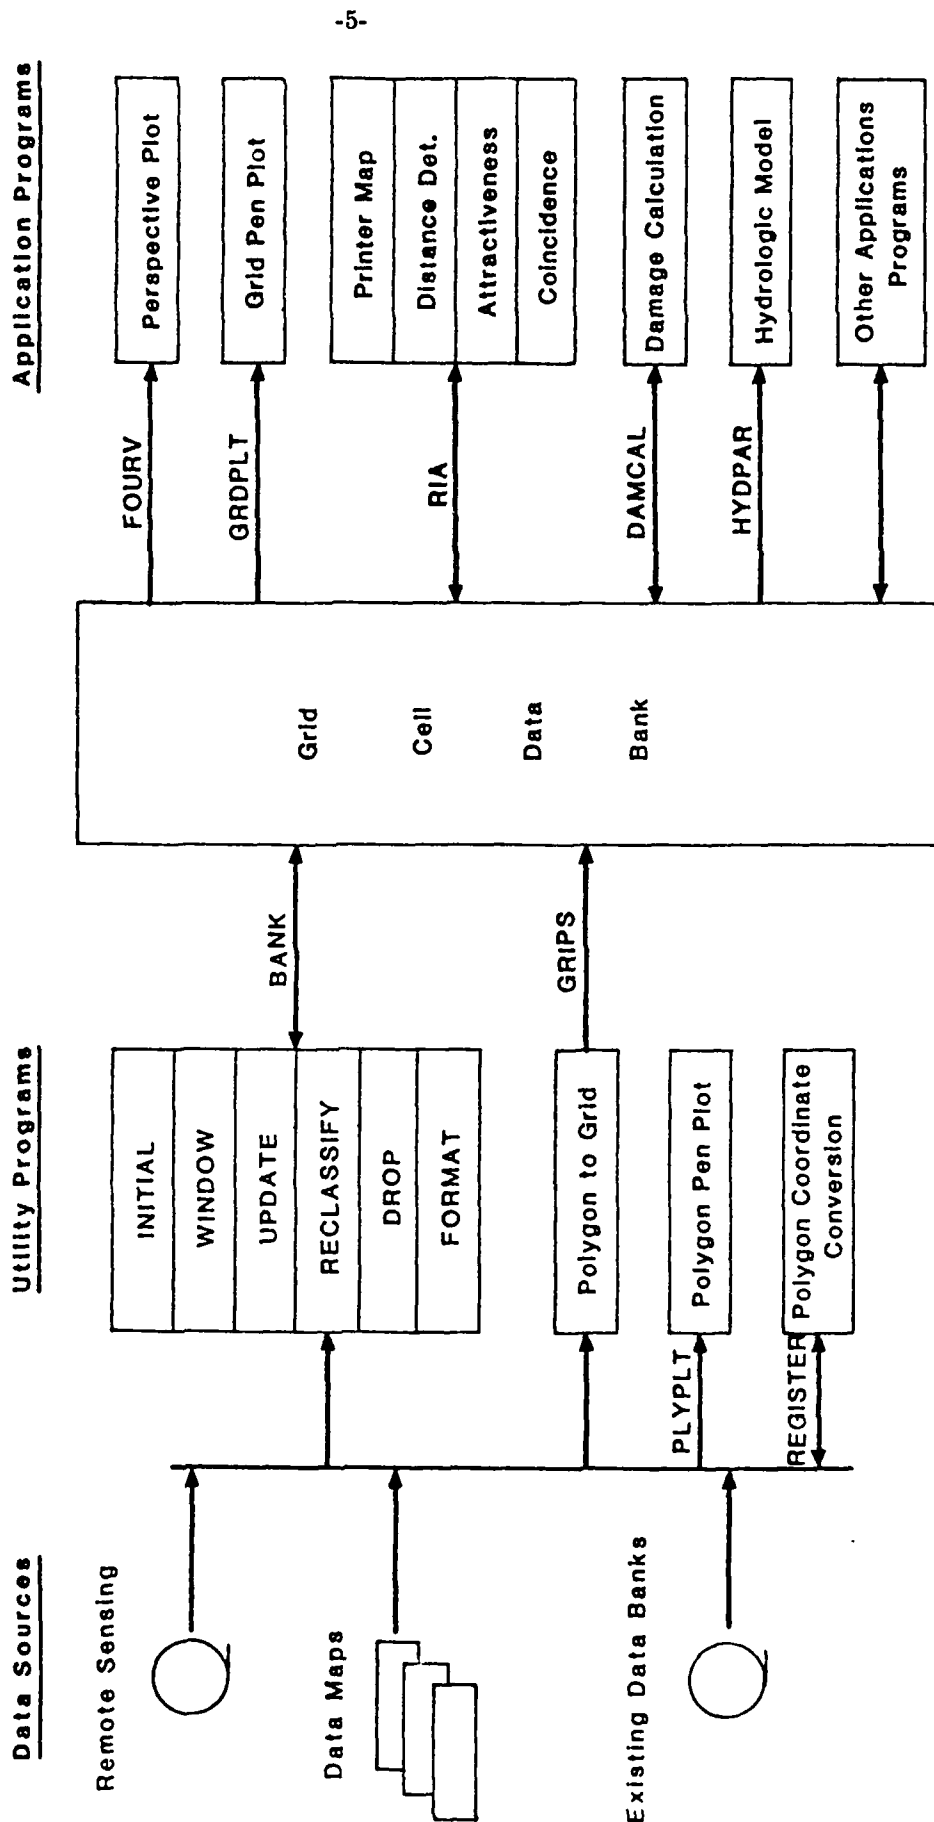 -5-
Data Sources
Remote Sensing
Data Maps
Existing Data Banks
Utility Programs
INITIAL
WINDOW
UPDATE
RECLASSIFY
DROP
FORMAT
Polygon to Grid
PLYPLT
Polygon Pen Plot
REGISTER
Polygon Coordinate
Conversion
BANK
GRIPS
Grid
Cell
Data
Bank
Application Programs
FOURV
Perspective Plot
GRDPLT
Grid Pen Plot
RIA
Printer Map
Distance Det.
Attractiveness
Coincidence
DAMCAL
Damage Calculation
HYDPAR
Hydrologic Model
Other Applications
Programs